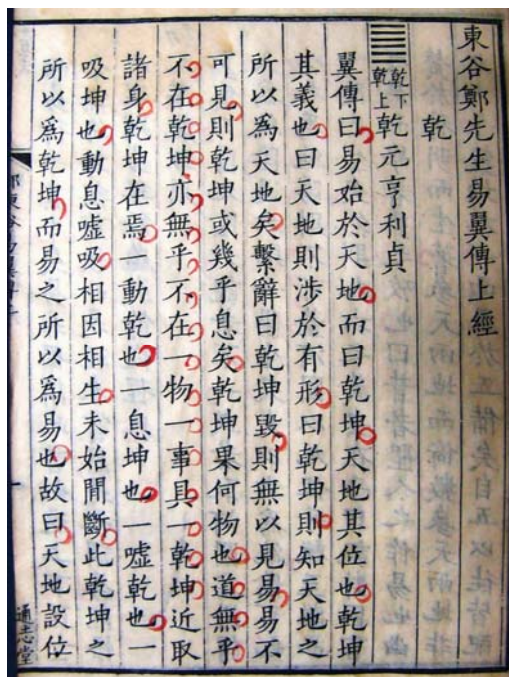 東谷鄭先生易翼傳上經
乾
乾下
乾上
乾元亨利貞
翼傳曰易始於天地而曰乾坤天地其位也乾坤
其義也曰天地則涉於有形曰乾坤則知天地之
所以為天地矣繫辭曰乾坤毀則無以見易易不
可見則乾坤或幾乎息矣乾坤果何物也道無乎
不在乾坤亦無乎不在一物一事具一乾坤近取
諸身乾坤在焉一動乾也一息坤也一噓乾也一
吸坤也動息噓吸相因相生未始閒斷此乾坤之
所以為乾坤而易之所以為易也故曰天地設位
通志堂